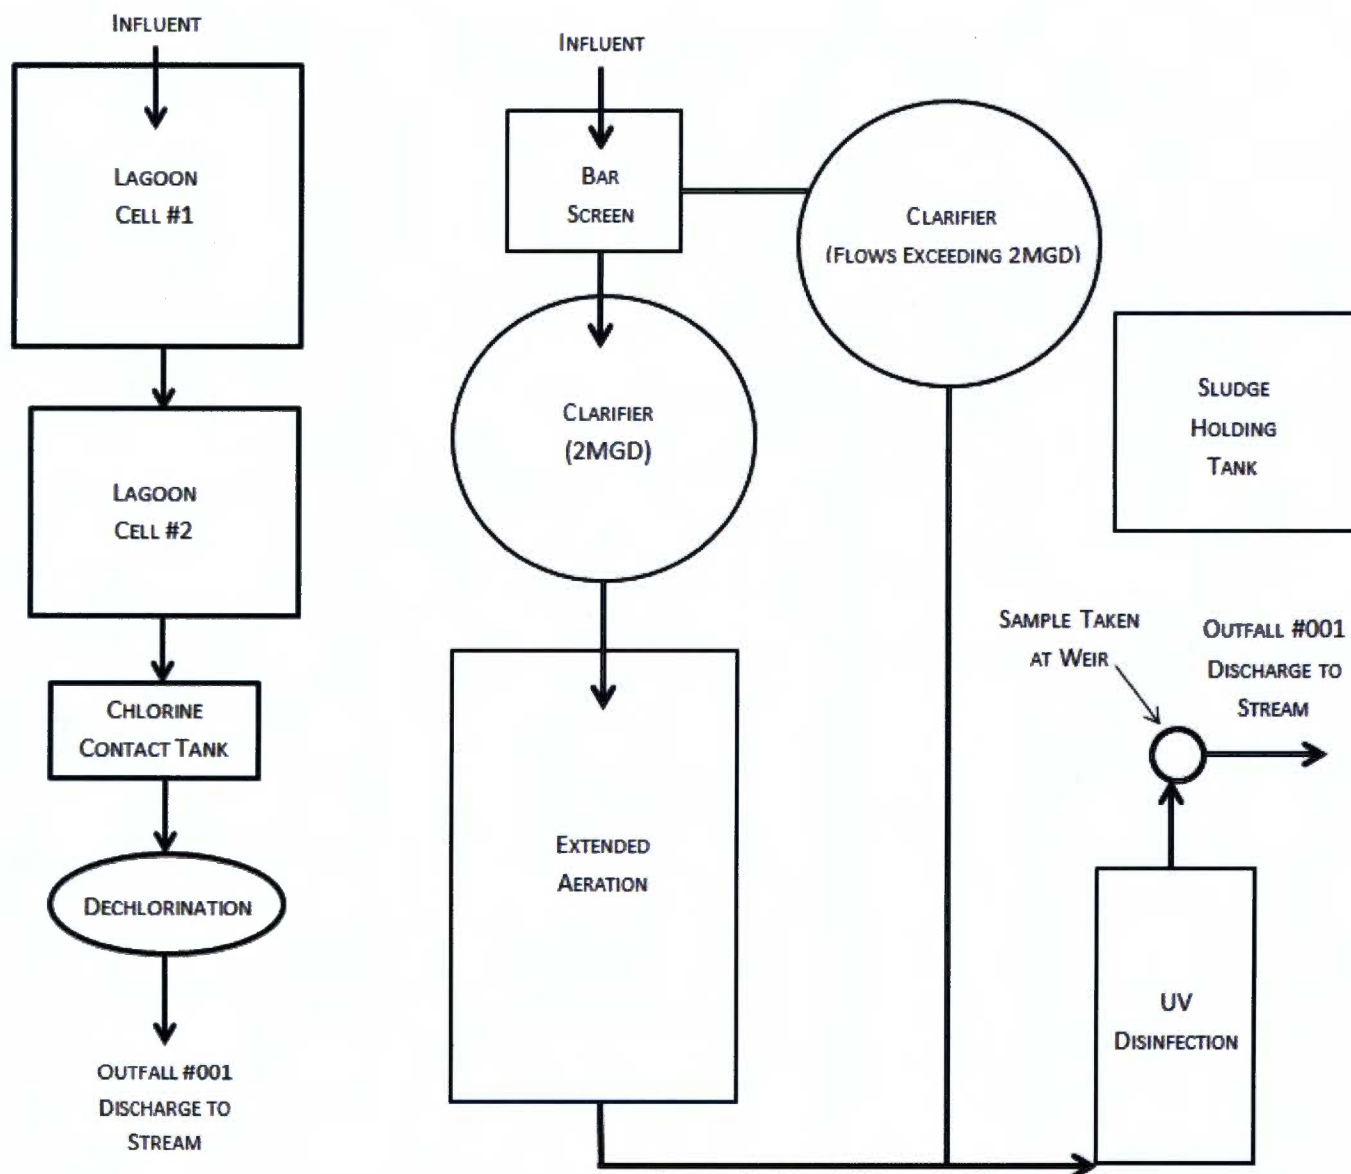 INFLUENT
LAGOON
CELL #1
LAGOON
CELL #2
CHLORINE
CONTACT TANK
DECHLORINATION
OUTFALL #001
DISCHARGE TO
STREAM
INFLUENT
BAR
SCREEN
CLARIFIER
(FLOWS EXCEEDING 2MGD)
CLARIFIER
(2MGD)
EXTENDED
AERATION
SLUDGE
HOLDING
TANK
SAMPLE TAKEN
AT WEIR
OUTFALL #001
DISCHARGE TO
STREAM
UV
DISINFECTION